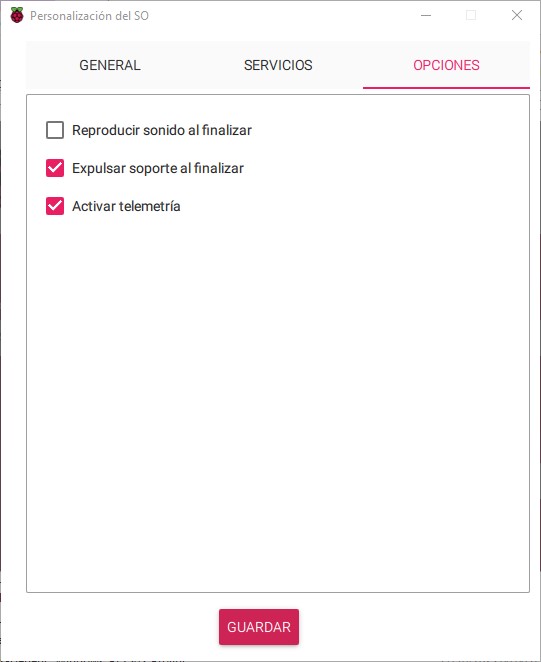 Personalización del SO
GENERAL SERVICIOS OPCIONES
Reproducir sonido al finalizar
Expulsar soporte al finalizar
Activar telemetría
GUARDAR